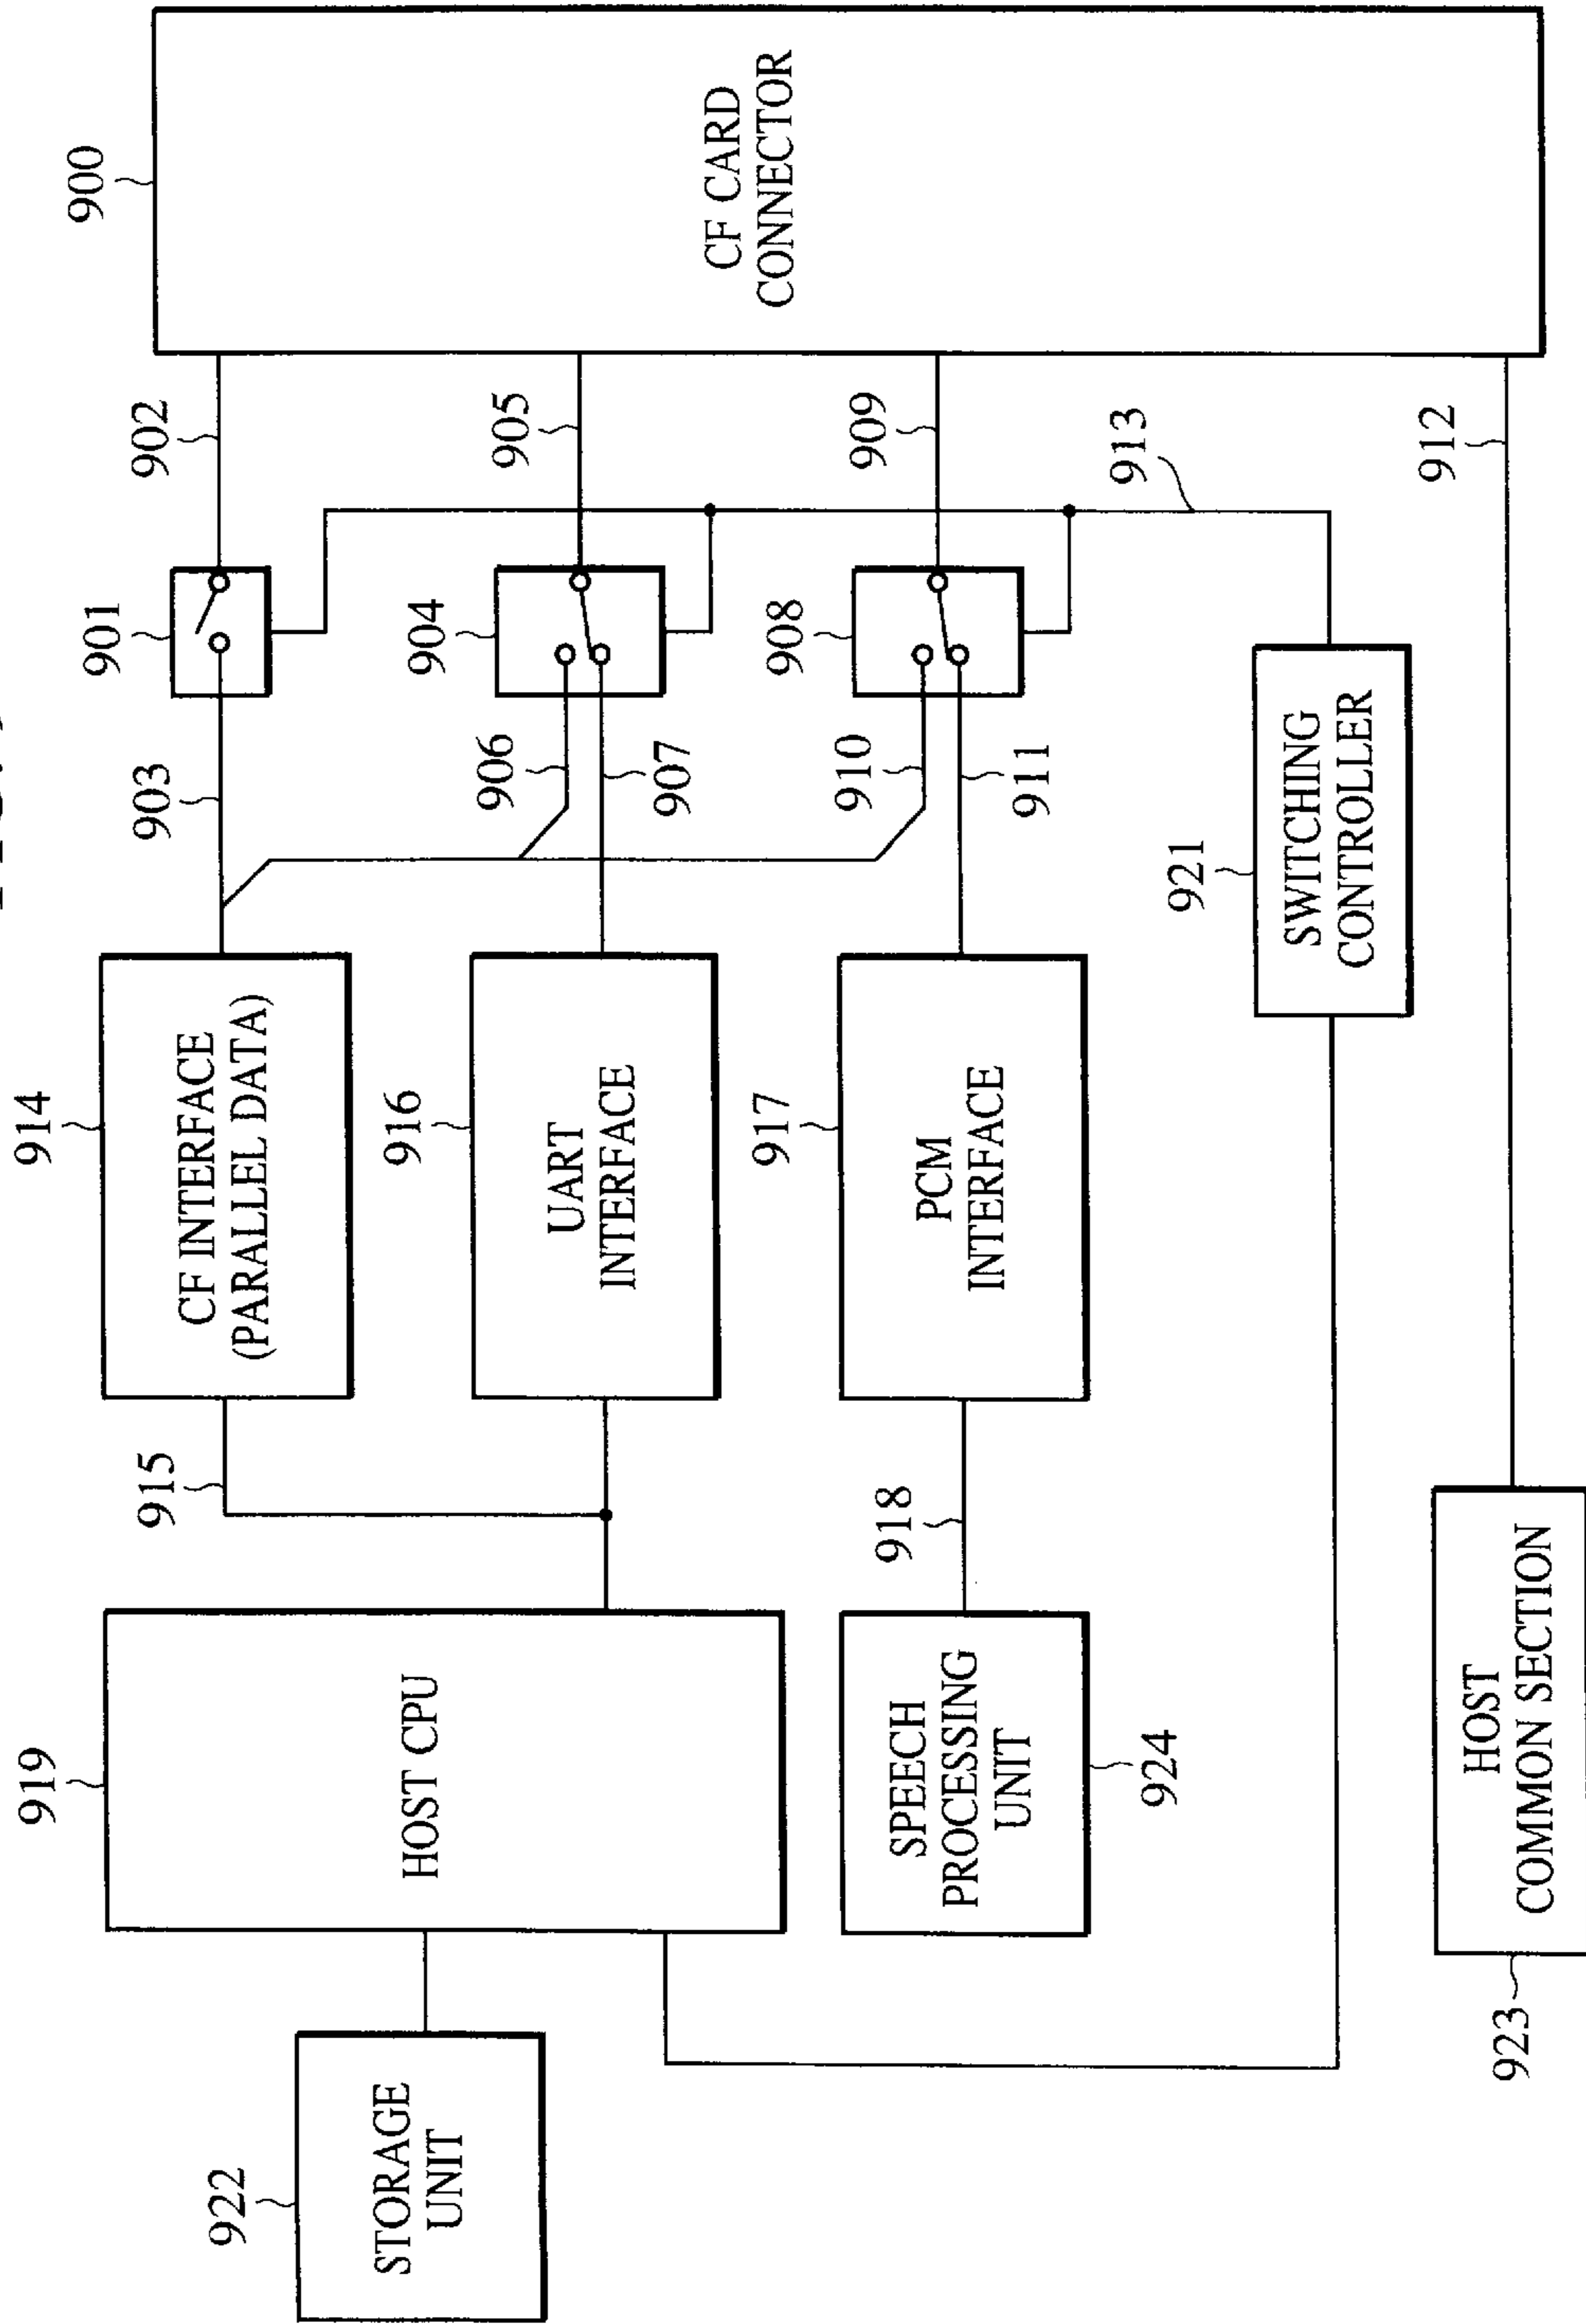 900
CF CARD
CONNECTOR
902
905
909
913
912
901
904
908
903
906
907
910
911
921
SWITCHING
CONTROLLER
914
CF INTERFACE
(PARALLEL DATA)
916
UART
INTERFACE
917
PCM
INTERFACE
915
918
919
HOST CPU
SPEECH
PROCESSING
UNIT
924
HOST
COMMON SECTION
923
922
STORAGE
UNIT